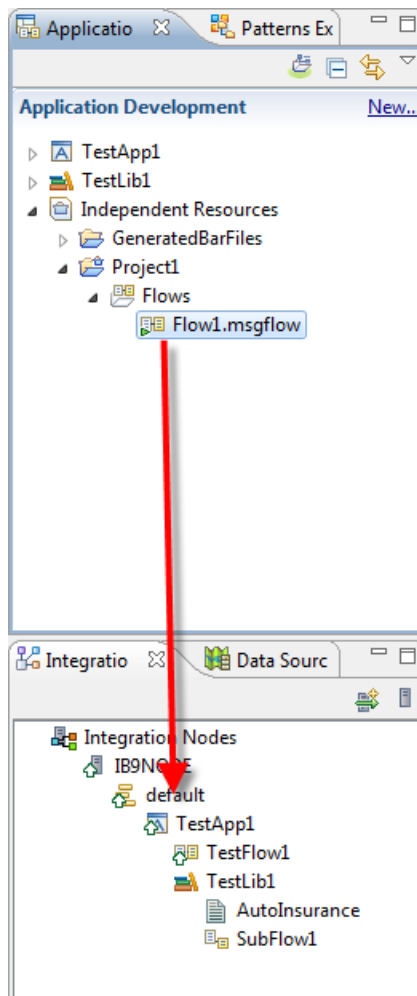 Applicatio Patterns Ex
Application Development New...
TestApp1
TestLib1
Independent Resources
GeneratedBarFiles
Project1
Flows
Flow1.msgflow
Integratio Data Sourc
Integration Nodes
IB9NODE
default
TestApp1
TestFlow1
TestLib1
AutoInsurance
SubFlow1